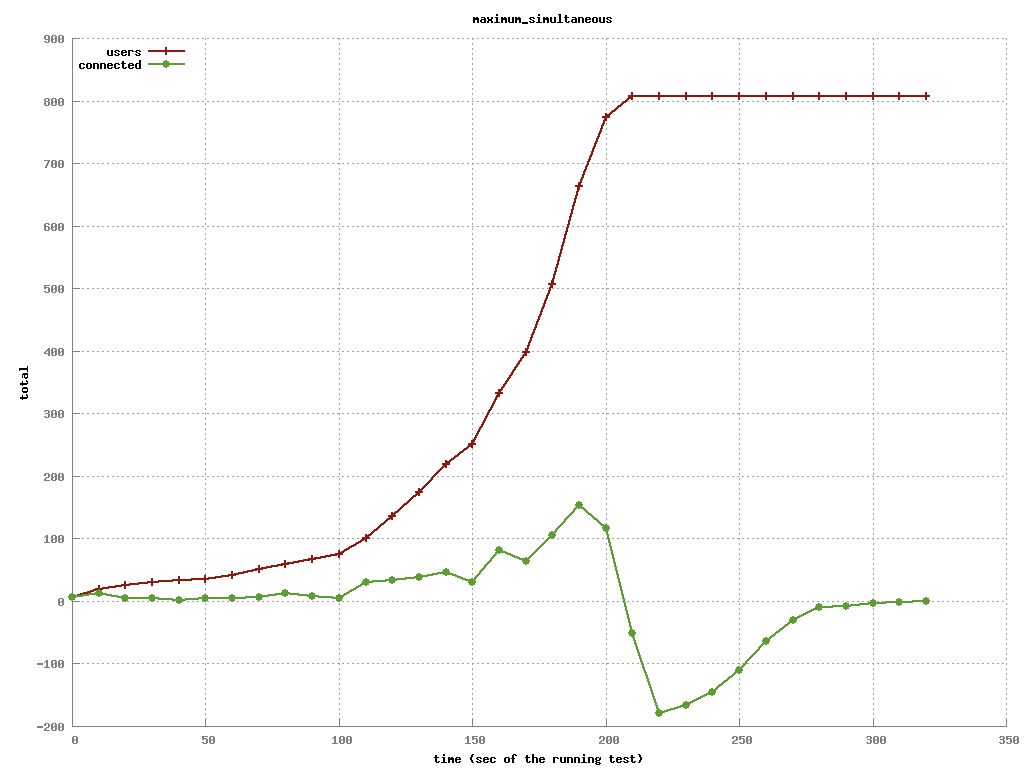 maximum_simultaneous
users
connected
900
800
700
600
500
400
300
200
100
0
-100
-200
total
0 50 100 150 200 250 300 350
time (sec of the running test)